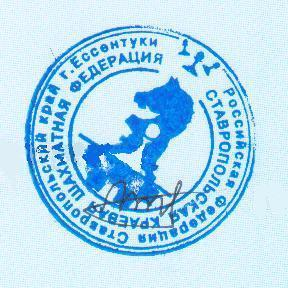 Российская Федерация Ставропольский край г. Ессентуки
СТАВРОПОЛЬСКАЯ КРАЕВАЯ ШАХМАТНАЯ ФЕДЕРАЦИЯ